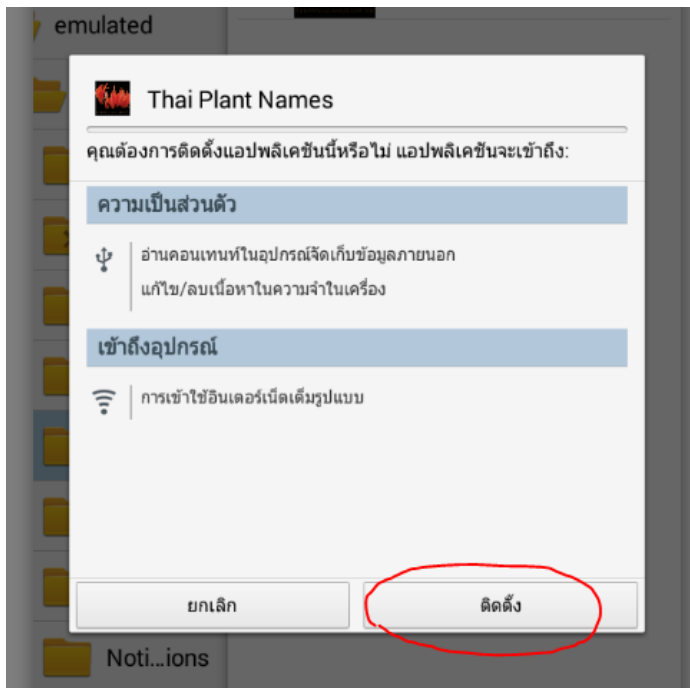 emulated
Thai Plant Names
คุณต้องการติดตั้งแอปพลิเคชันนี้หรือไม่ แอปพลิเคชันจะเข้าถึง:
ความเป็นส่วนตัว
อ่านคอนเทนท์ในอุปกรณ์จัดเก็บข้อมูลภายนอก
แก้ไข/ลบเนื้อหาในความจำในเครื่อง
เข้าถึงอุปกรณ์
การเข้าใช้อินเตอร์เน็ตเต็มรูปแบบ
ยกเลิก
ติดตั้ง
Noti...ions